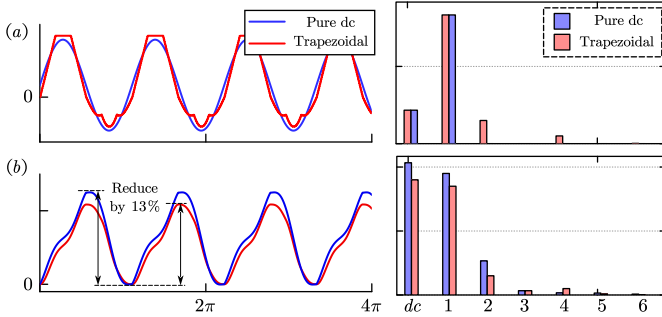 (a)
Pure dc
Trapezoidal
0
Pure dc
Trapezoidal
(b)
Reduce
by 13%
0
2π
4π
dc 1 2 3 4 5 6